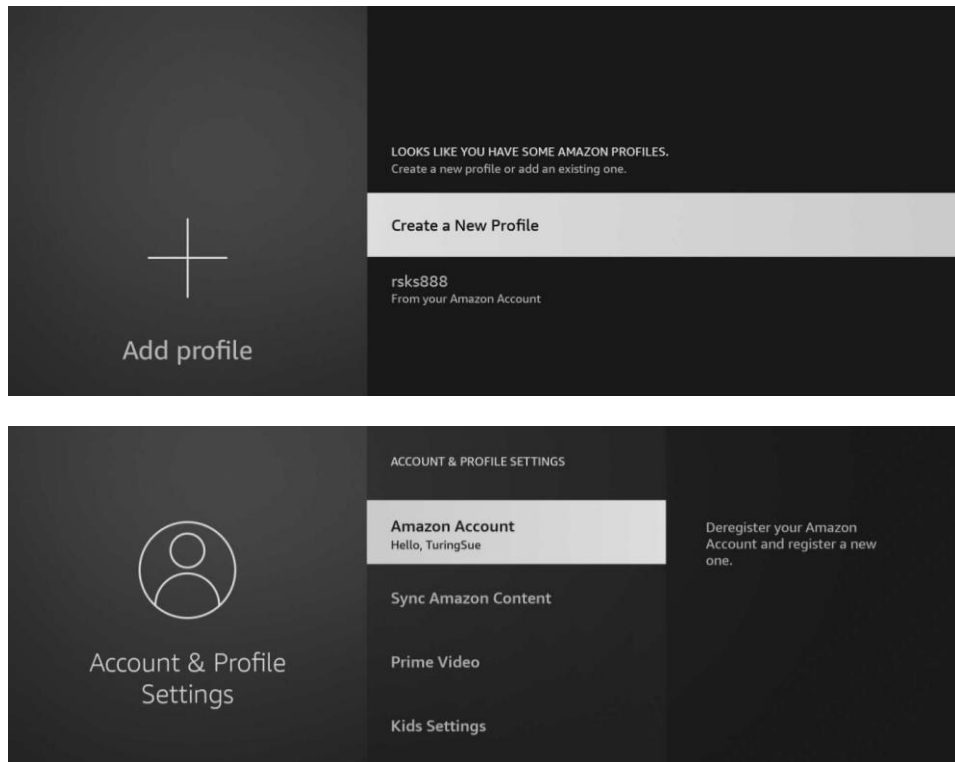 LOOKS LIKE YOU HAVE SOME AMAZON PROFILES.
Create a new profile or add an existing one.
Create a New Profile
rsks888
From your Amazon Account
Add profile
ACCOUNT & PROFILE SETTINGS
Amazon Account
Hello, TuringSue
Deregister your Amazon
Account and register a new
one.
Sync Amazon Content
Prime Video
Kids Settings
Account & Profile
Settings